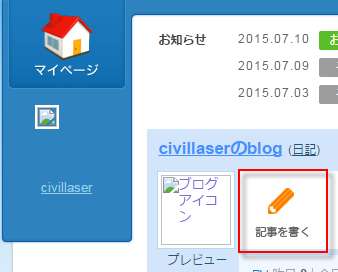 マイページ
civillaser
お知らせ
2015.07.10
2015.07.09
2015.07.03
civillaserのblog (日記)
ブログ
アイコ
ン
プレビュー
記事を書く